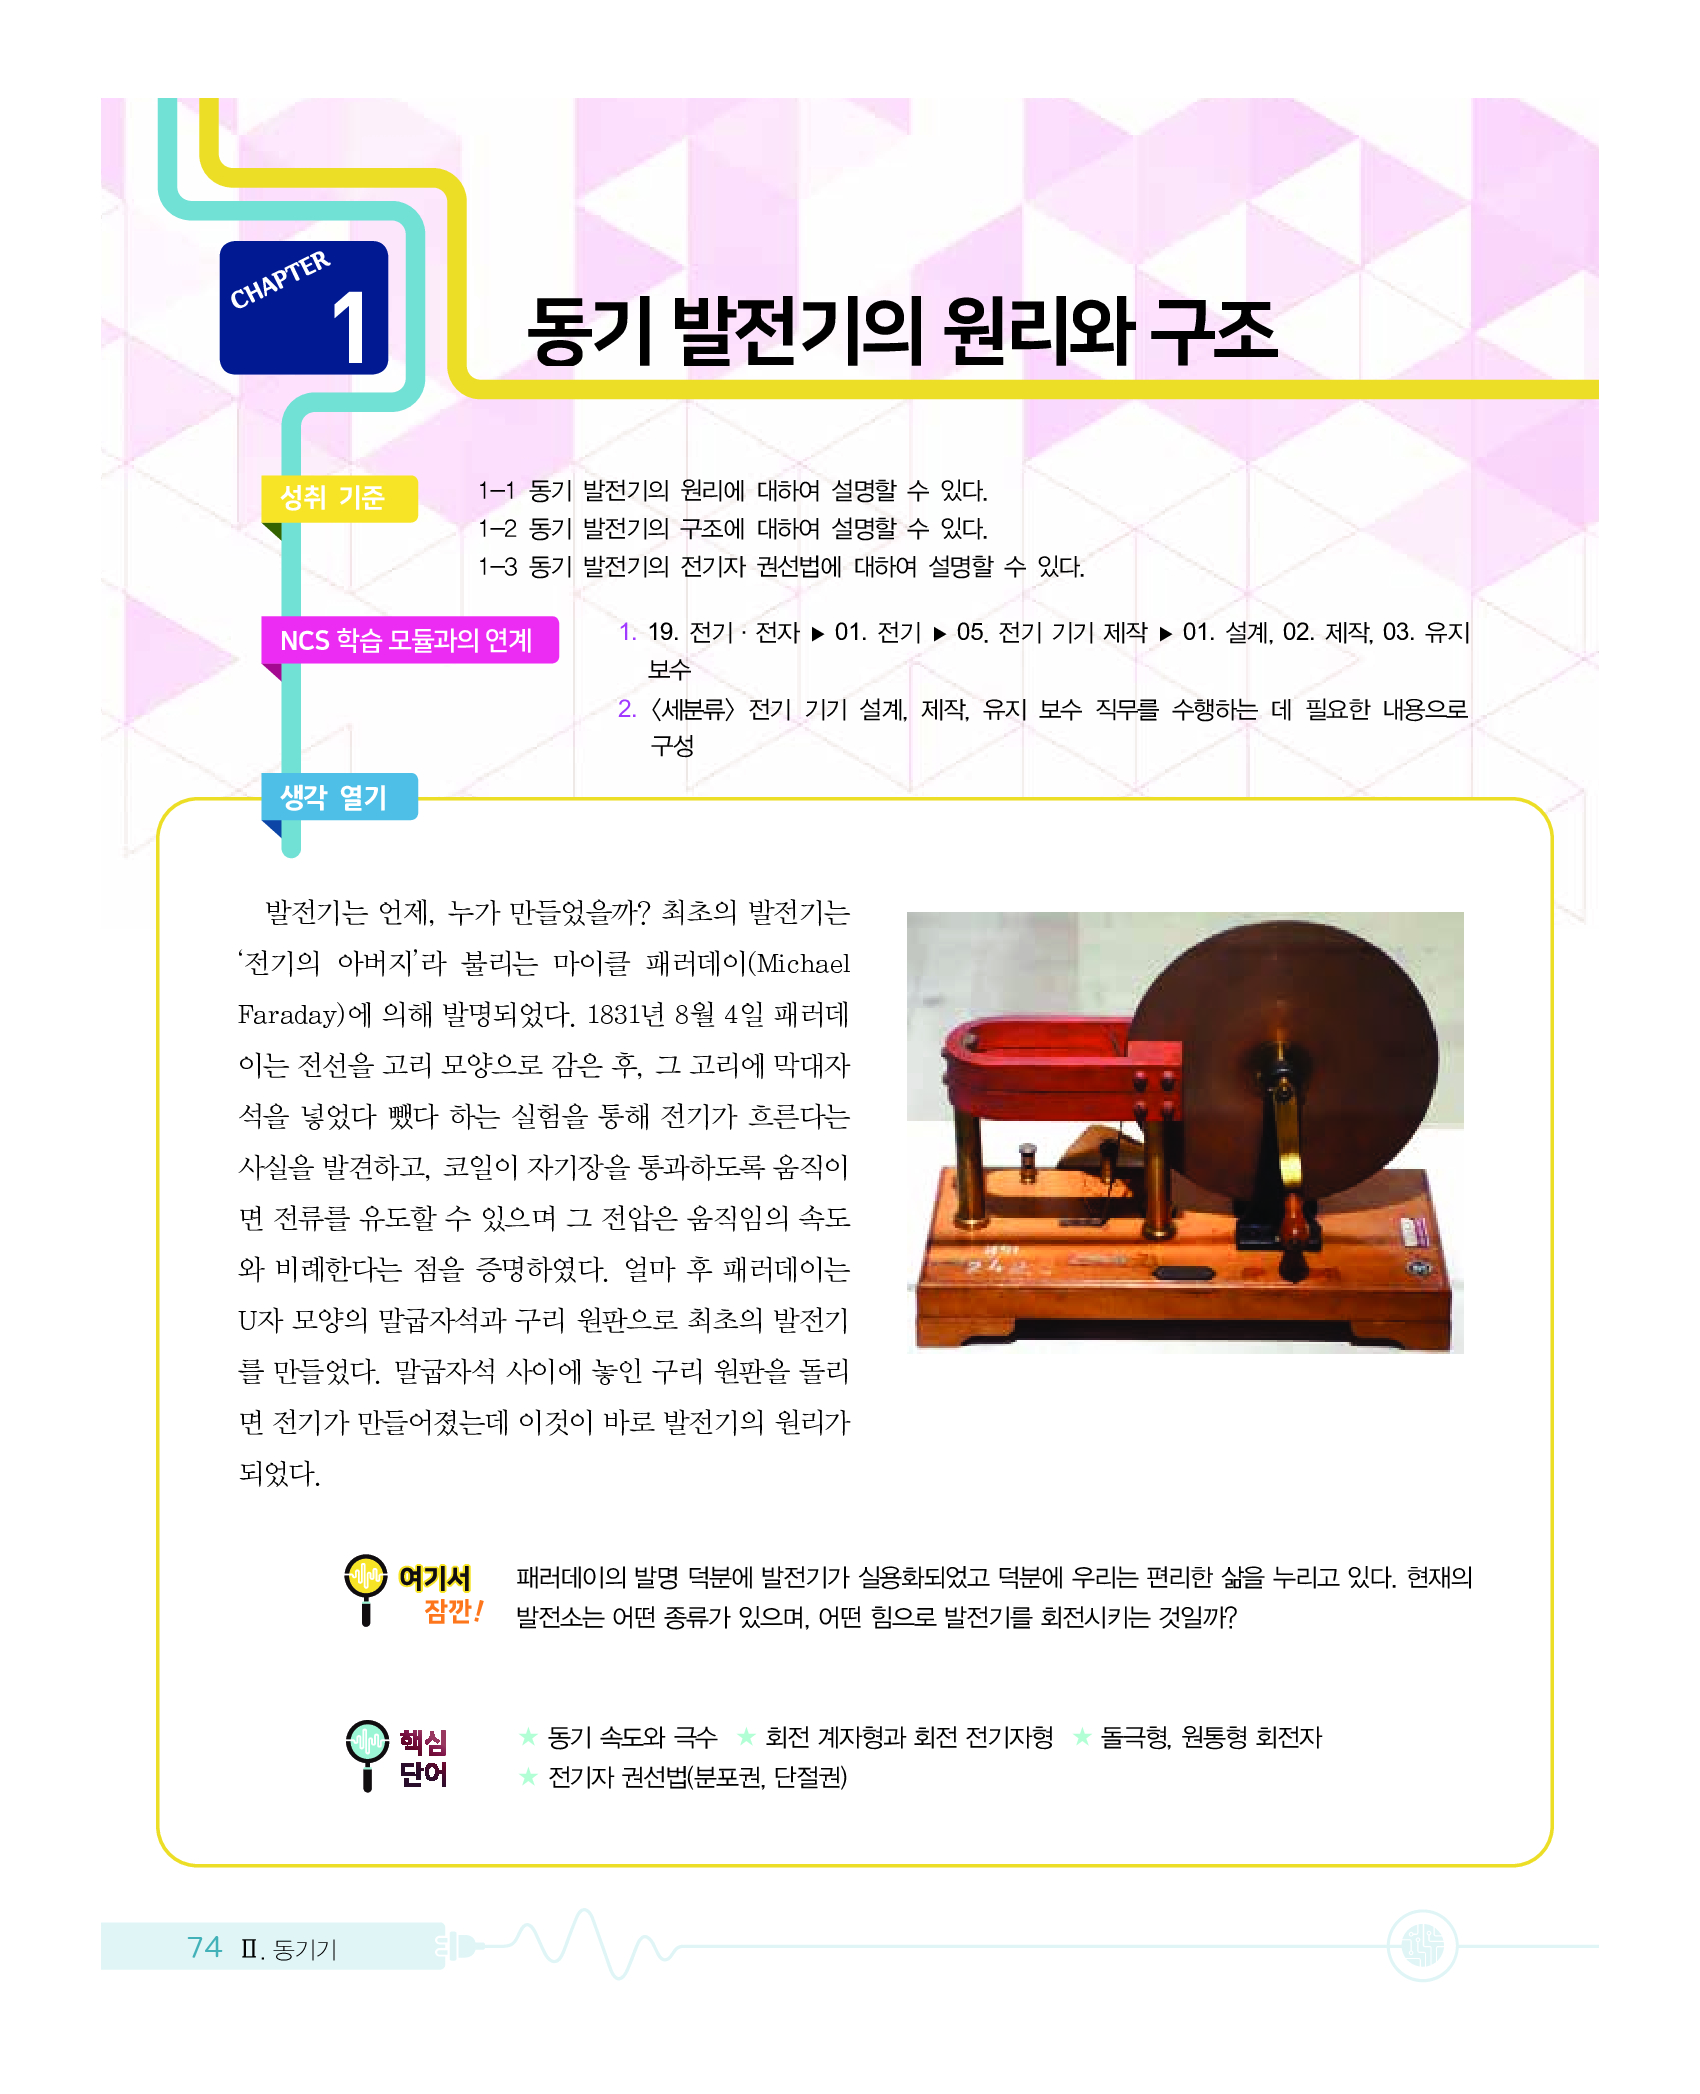 CHAPTER
1
동기 발전기의 원리와 구조
성취 기준
1-1 동기 발전기의 원리에 대하여 설명할 수 있다.
1-2 동기 발전기의 구조에 대하여 설명할 수 있다.
1-3 동기 발전기의 전기자 권선법에 대하여 설명할 수 있다.
NCS 학습 모듈과의 연계
1. 19. 전기·전자 ▶ 01. 전기 ▶ 05. 전기 기기 제작 ▶ 01. 설계, 02. 제작, 03. 유지
보수
2. 〈세분류〉 전기 기기 설계, 제작, 유지 보수 직무를 수행하는 데 필요한 내용으로
구성
생각 열기
발전기는 언제, 누가 만들었을까? 최초의 발전기는
‘전기의 아버지’라 불리는 마이클 패러데이(Michael
Faraday)에 의해 발명되었다. 1831년 8월 4일 패러데
이는 전선을 고리 모양으로 감은 후, 그 고리에 막대자
석을 넣었다 뺐다 하는 실험을 통해 전기가 흐른다는
사실을 발견하고, 코일이 자기장을 통과하도록 움직이
면 전류를 유도할 수 있으며 그 전압은 움직임의 속도
와 비례한다는 점을 증명하였다. 얼마 후 패러데이는
U자 모양의 말굽자석과 구리 원판으로 최초의 발전기
를 만들었다. 말굽자석 사이에 놓인 구리 원판을 돌리
면 전기가 만들어졌는데 이것이 바로 발전기의 원리가
되었다.
여기서
잠깐!
패러데이의 발명 덕분에 발전기가 실용화되었고 덕분에 우리는 편리한 삶을 누리고 있다. 현재의
발전소는 어떤 종류가 있으며, 어떤 힘으로 발전기를 회전시키는 것일까?
핵심
단어
★ 동기 속도와 극수 ★ 회전 계자형과 회전 전기자형 ★ 돌극형, 원통형 회전자
★ 전기자 권선법(분포권, 단절권)
74 Ⅱ. 동기기